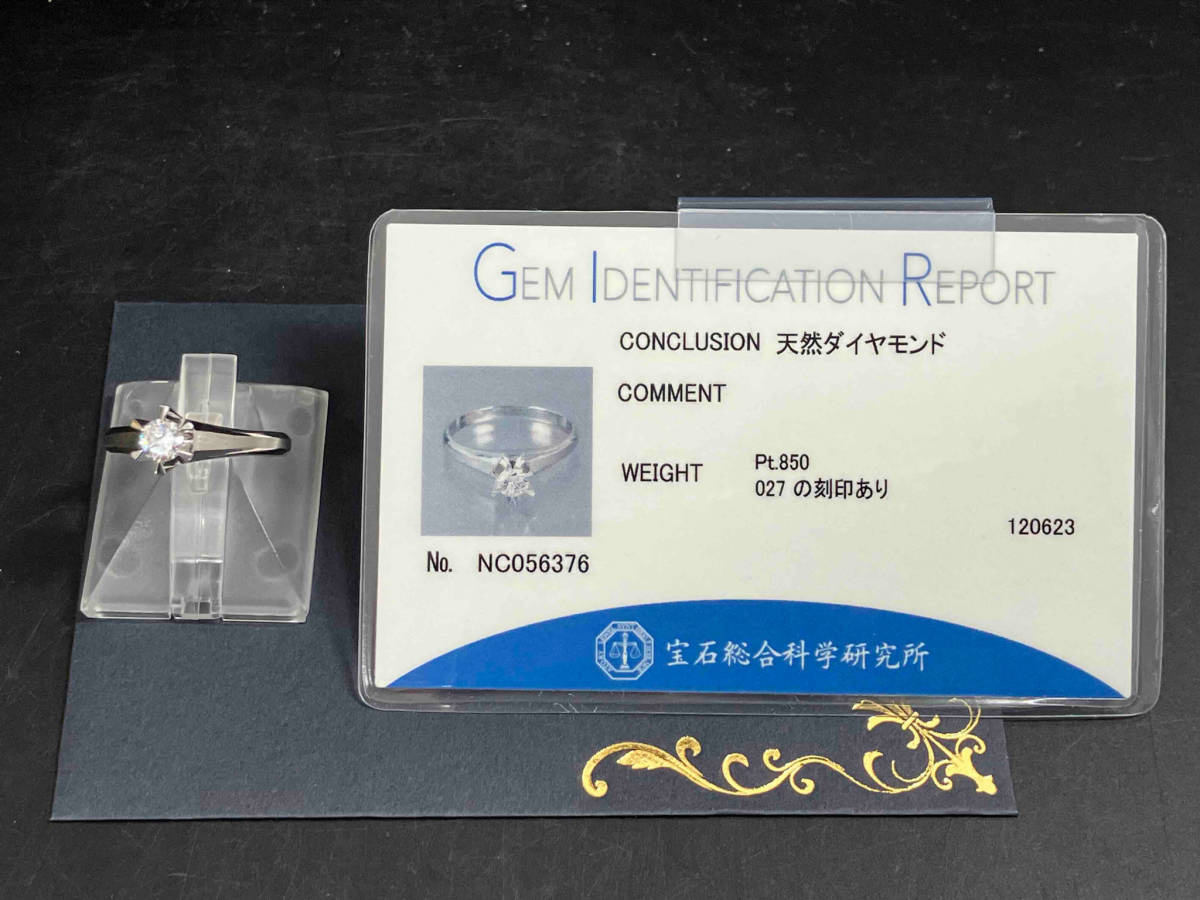 GEM IDENTIFICATION REPORT
CONCLUSION 天然ダイヤモンド
COMMENT
WEIGHT Pt.850
027 の刻印あり
120623
No. NC056376
宝石総合科学研究所